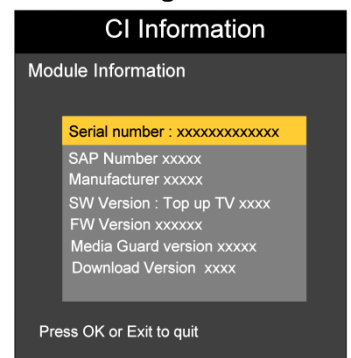 CI Information
Module Information
Serial number : xxxxxxxxxxxxx
SAP Number xxxxx
Manufacturer xxxxx
SW Version : Top up TV xxxx
FW Version xxxxxx
Media Guard version xxxxx
Download Version xxxx
Press OK or Exit to quit